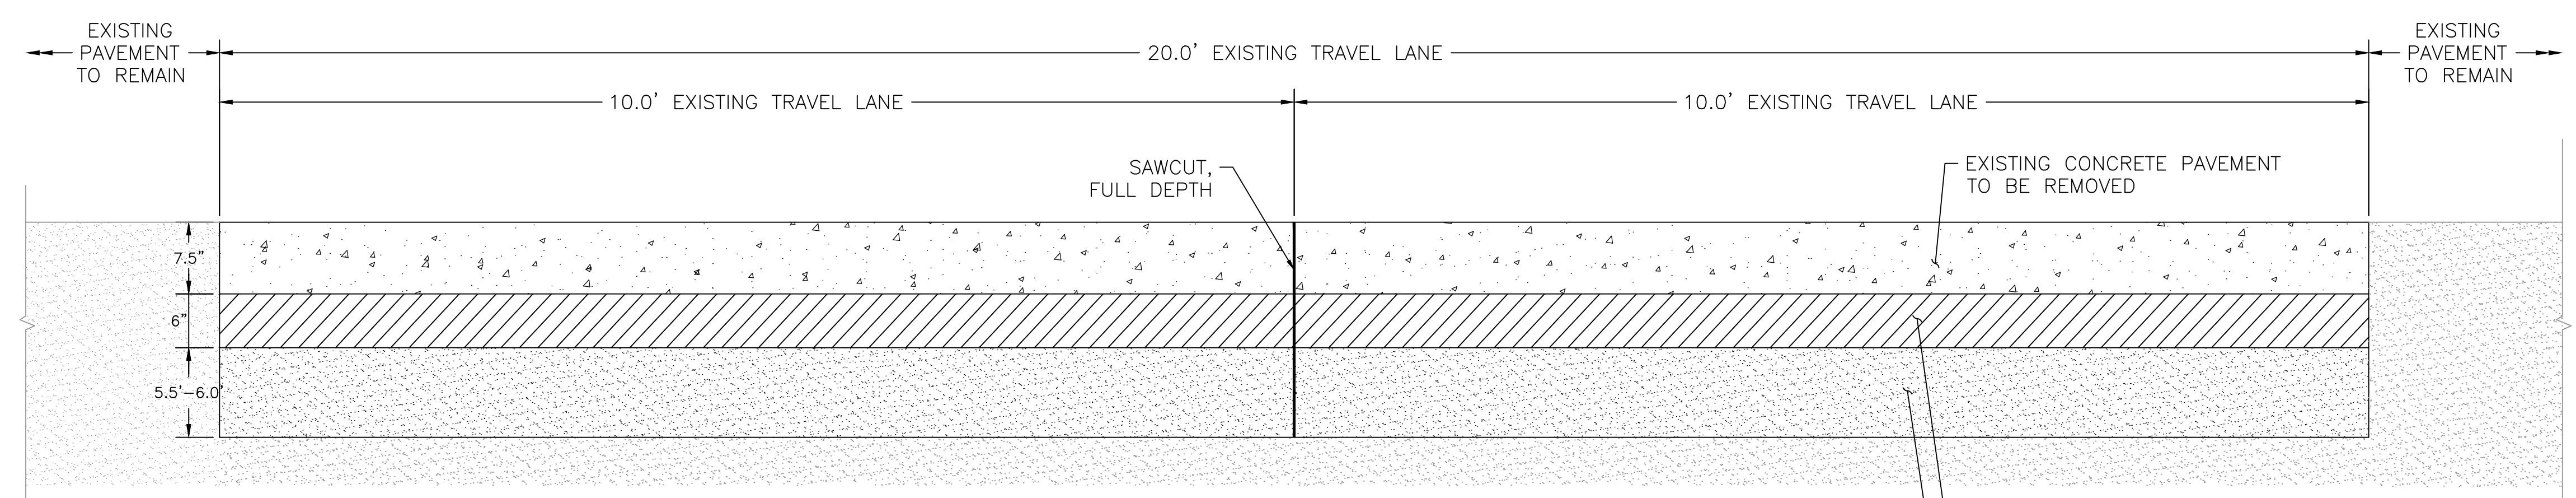 EXISTING
PAVEMENT
TO REMAIN
20.0' EXISTING TRAVEL LANE
EXISTING
PAVEMENT
TO REMAIN
10.0' EXISTING TRAVEL LANE
10.0' EXISTING TRAVEL LANE
SAWCUT,
FULL DEPTH
EXISTING CONCRETE PAVEMENT
TO BE REMOVED
7.5"
6"
5.5'-6.0'